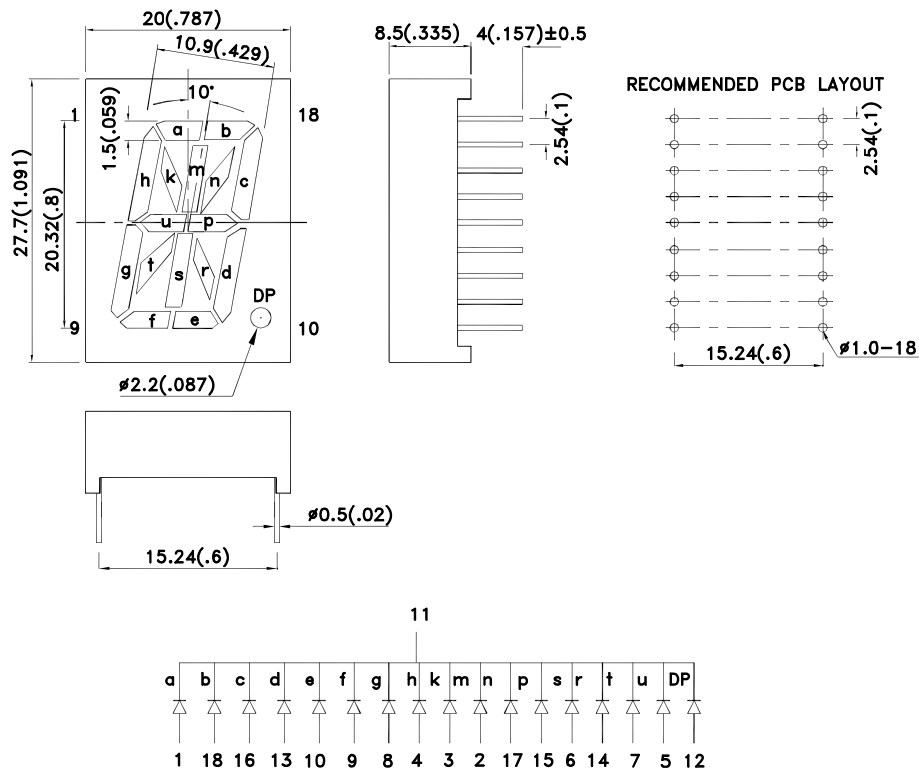 20(.787)
10.9(.429)
10°
1
18
1.5(.059)
a
b
h
k
m
n
c
27.7(1.091)
20.32(.8)
u
p
g
t
s
r
d
DP
f
e
9
10
ø2.2(.087)
8.5(.335)
4(.157)±0.5
2.54(.1)
RECOMMENDED PCB LAYOUT
2.54(.1)
15.24(.6)
ø1.0-18
ø0.5(.02)
15.24(.6)
11
a b c d e f g h k m n p s r t u DP
1 18 16 13 10 9 8 4 3 2 17 15 6 14 7 5 12